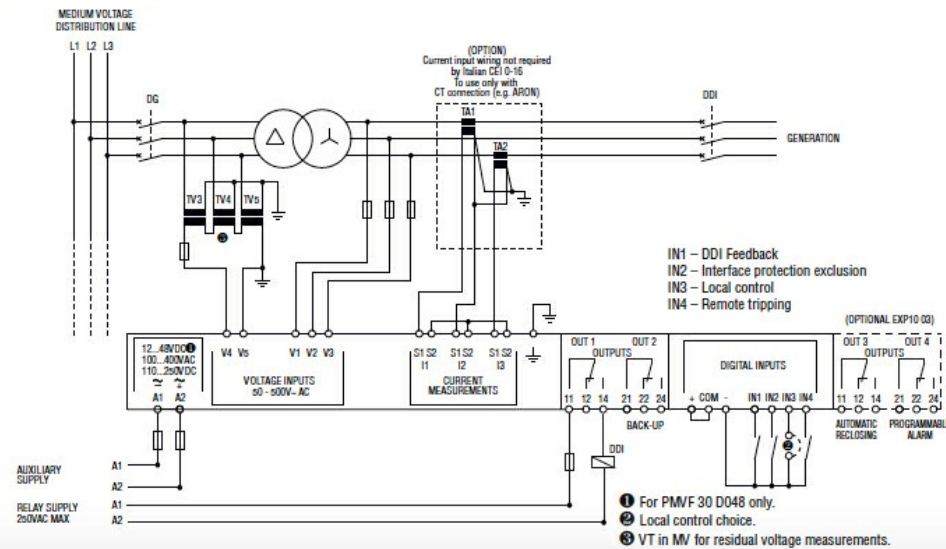 MEDIUM VOLTAGE
DISTRIBUTION LINE
L1 L2 L3
DG
(OPTION)
Current input wiring not required
by Italian CEI 0-16
To use only with
CT connection (e.g. ARON)
TA1
TA2
DDI
GENERATION
TV3 TV4 TV5
❸
IN1 – DDI Feedback
IN2 – Interface protection exclusion
IN3 – Local control
IN4 – Remote tripping
(OPTIONAL EXP10 03)
12...48VDC❶
100...400VAC
110...250VDC
~ ~
- +
A1 A2
V4 V5 V1 V2 V3
VOLTAGE INPUTS
50 - 500V~ AC
S1 S2 S1 S2 S1 S2
I1 I2 I3
CURRENT
MEASUREMENTS
OUT 1 OUT 2
OUTPUTS
11 12 14 21 22 24
BACK-UP
DIGITAL INPUTS
+ COM - IN1 IN2 IN3 IN4
❷
OUT 3 OUT 4
OUTPUTS
11 12 14 21 22 24
AUTOMATIC
RECLOSING
PROGRAMMABL
ALARM
DDI
AUXILIARY
SUPPLY
A1
A2
RELAY SUPPLY
250VAC MAX
A1
A2
❶ For PMVF 30 D048 only.
❷ Local control choice.
❸ VT in MV for residual voltage measurements.